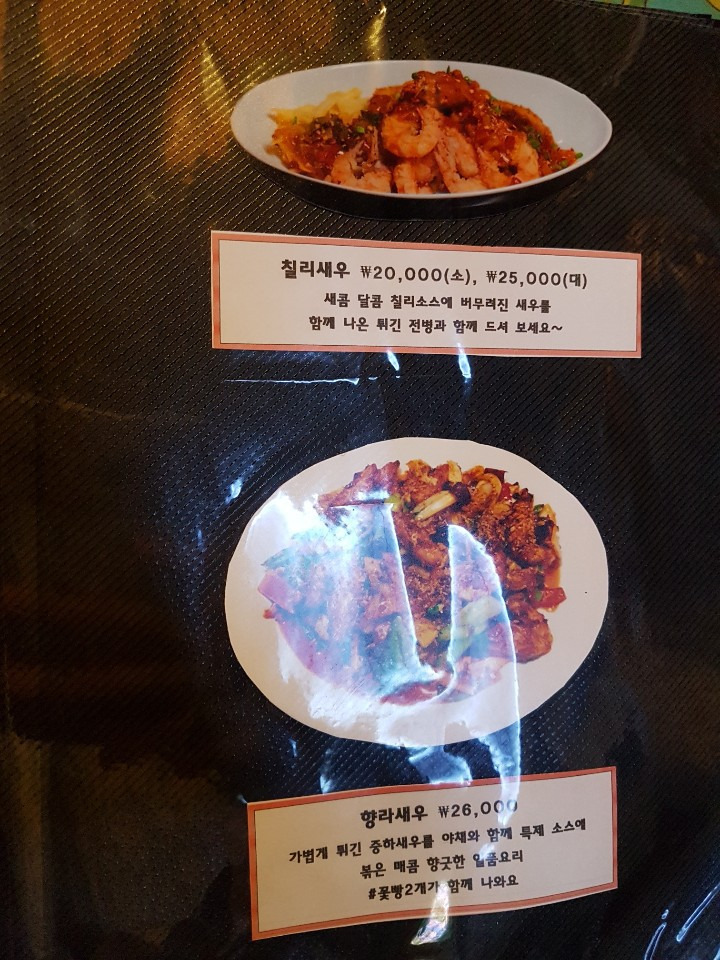 칠리새우 ₩20,000(소), ₩25,000(대)
새콤 달콤 칠리소스에 버무려진 새우를
함께 나온 튀긴 전병과 함께 드셔 보세요~
향라새우 ₩26,000
가볍게 튀긴 중하새우를 야채와 함께 특제 소스에
볶은 매콤 향긋한 일품요리
#꽃빵2개가 함께 나와요